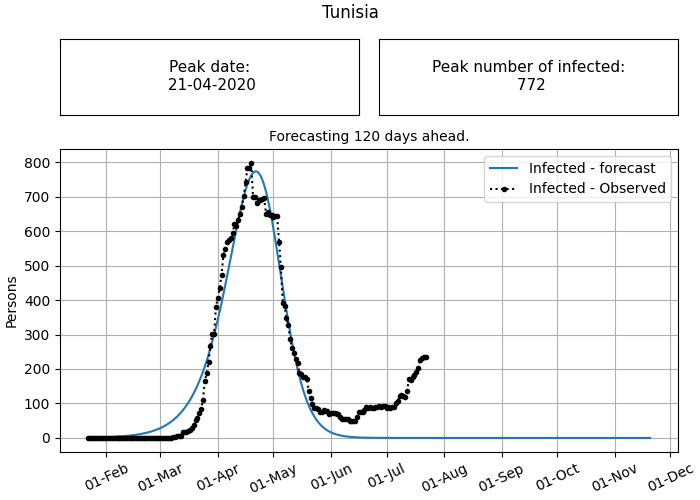 Tunisia
Peak date:
21-04-2020
Peak number of infected:
772
Forecasting 120 days ahead.
Infected - forecast
Infected - Observed
Persons
800
700
600
500
400
300
200
100
0
01-Feb
01-Mar
01-Apr
01-May
01-Jun
01-Jul
01-Aug
01-Sep
01-Oct
01-Nov
01-Dec